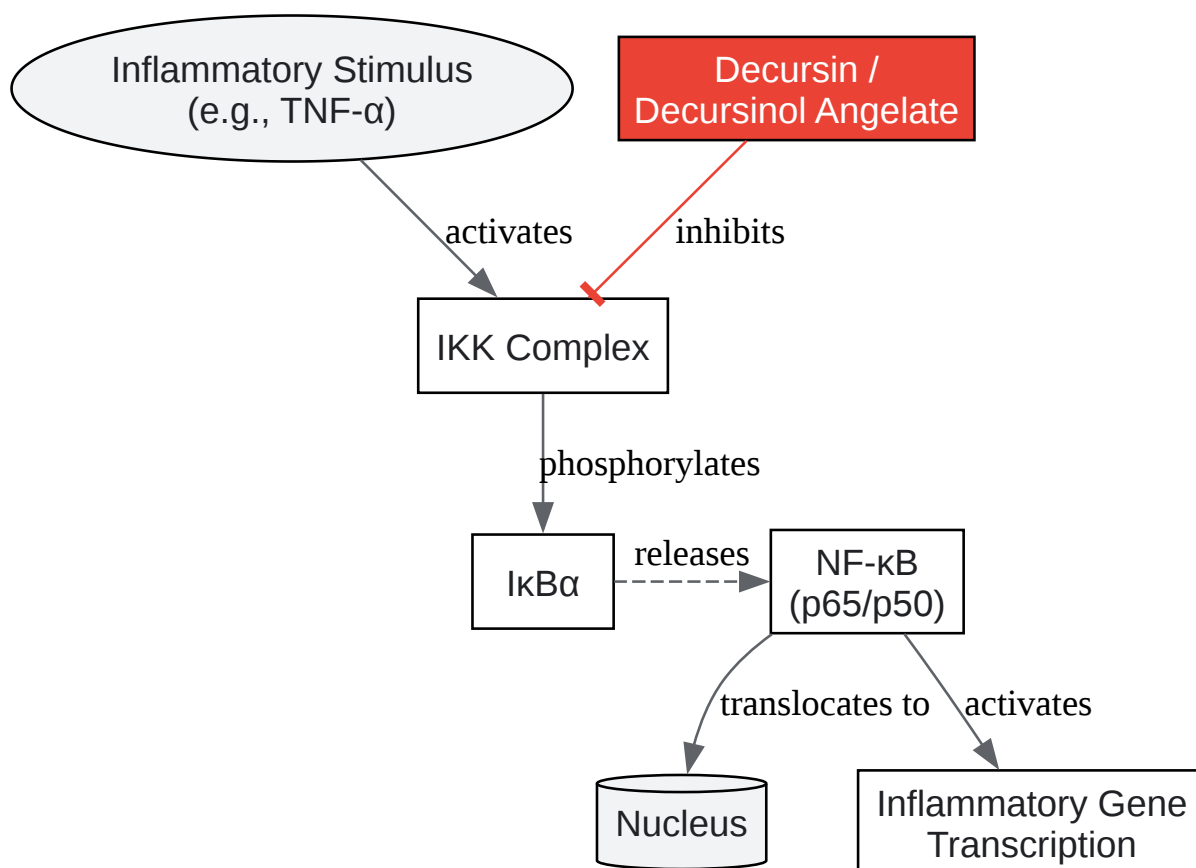 Inflammatory Stimulus
(e.g., TNF-α)
Decursin /
Decursinol Angelate
activates
inhibits
IKK Complex
phosphorylates
IκBα
releases
NF-κB
(p65/p50)
translocates to
activates
Nucleus
Inflammatory Gene
Transcription